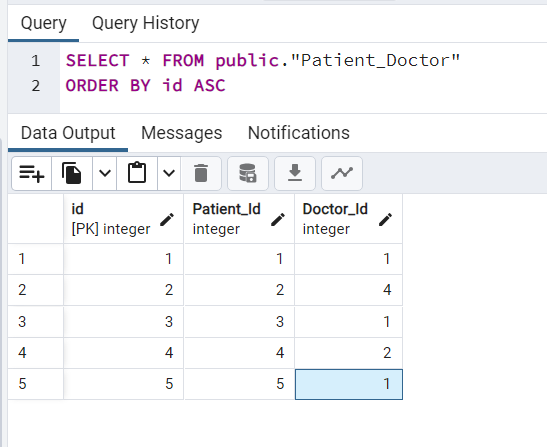 Query Query History
1 SELECT * FROM public."Patient_Doctor"
2 ORDER BY id ASC
Data Output Messages Notifications
id Patient_Id Doctor_Id
[PK] integer integer integer
1 1 1 1
2 2 2 4
3 3 3 1
4 4 4 2
5 5 5 1